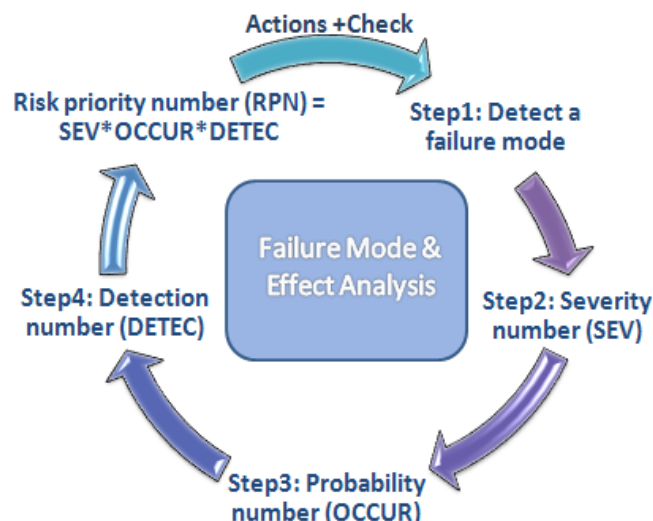 Actions +Check
Risk priority number (RPN) =
SEV*OCCUR*DETEC
Step1: Detect a
failure mode
Failure Mode &
Effect Analysis
Step2: Severity
number (SEV)
Step4: Detection
number (DETEC)
Step3: Probability
number (OCCUR)